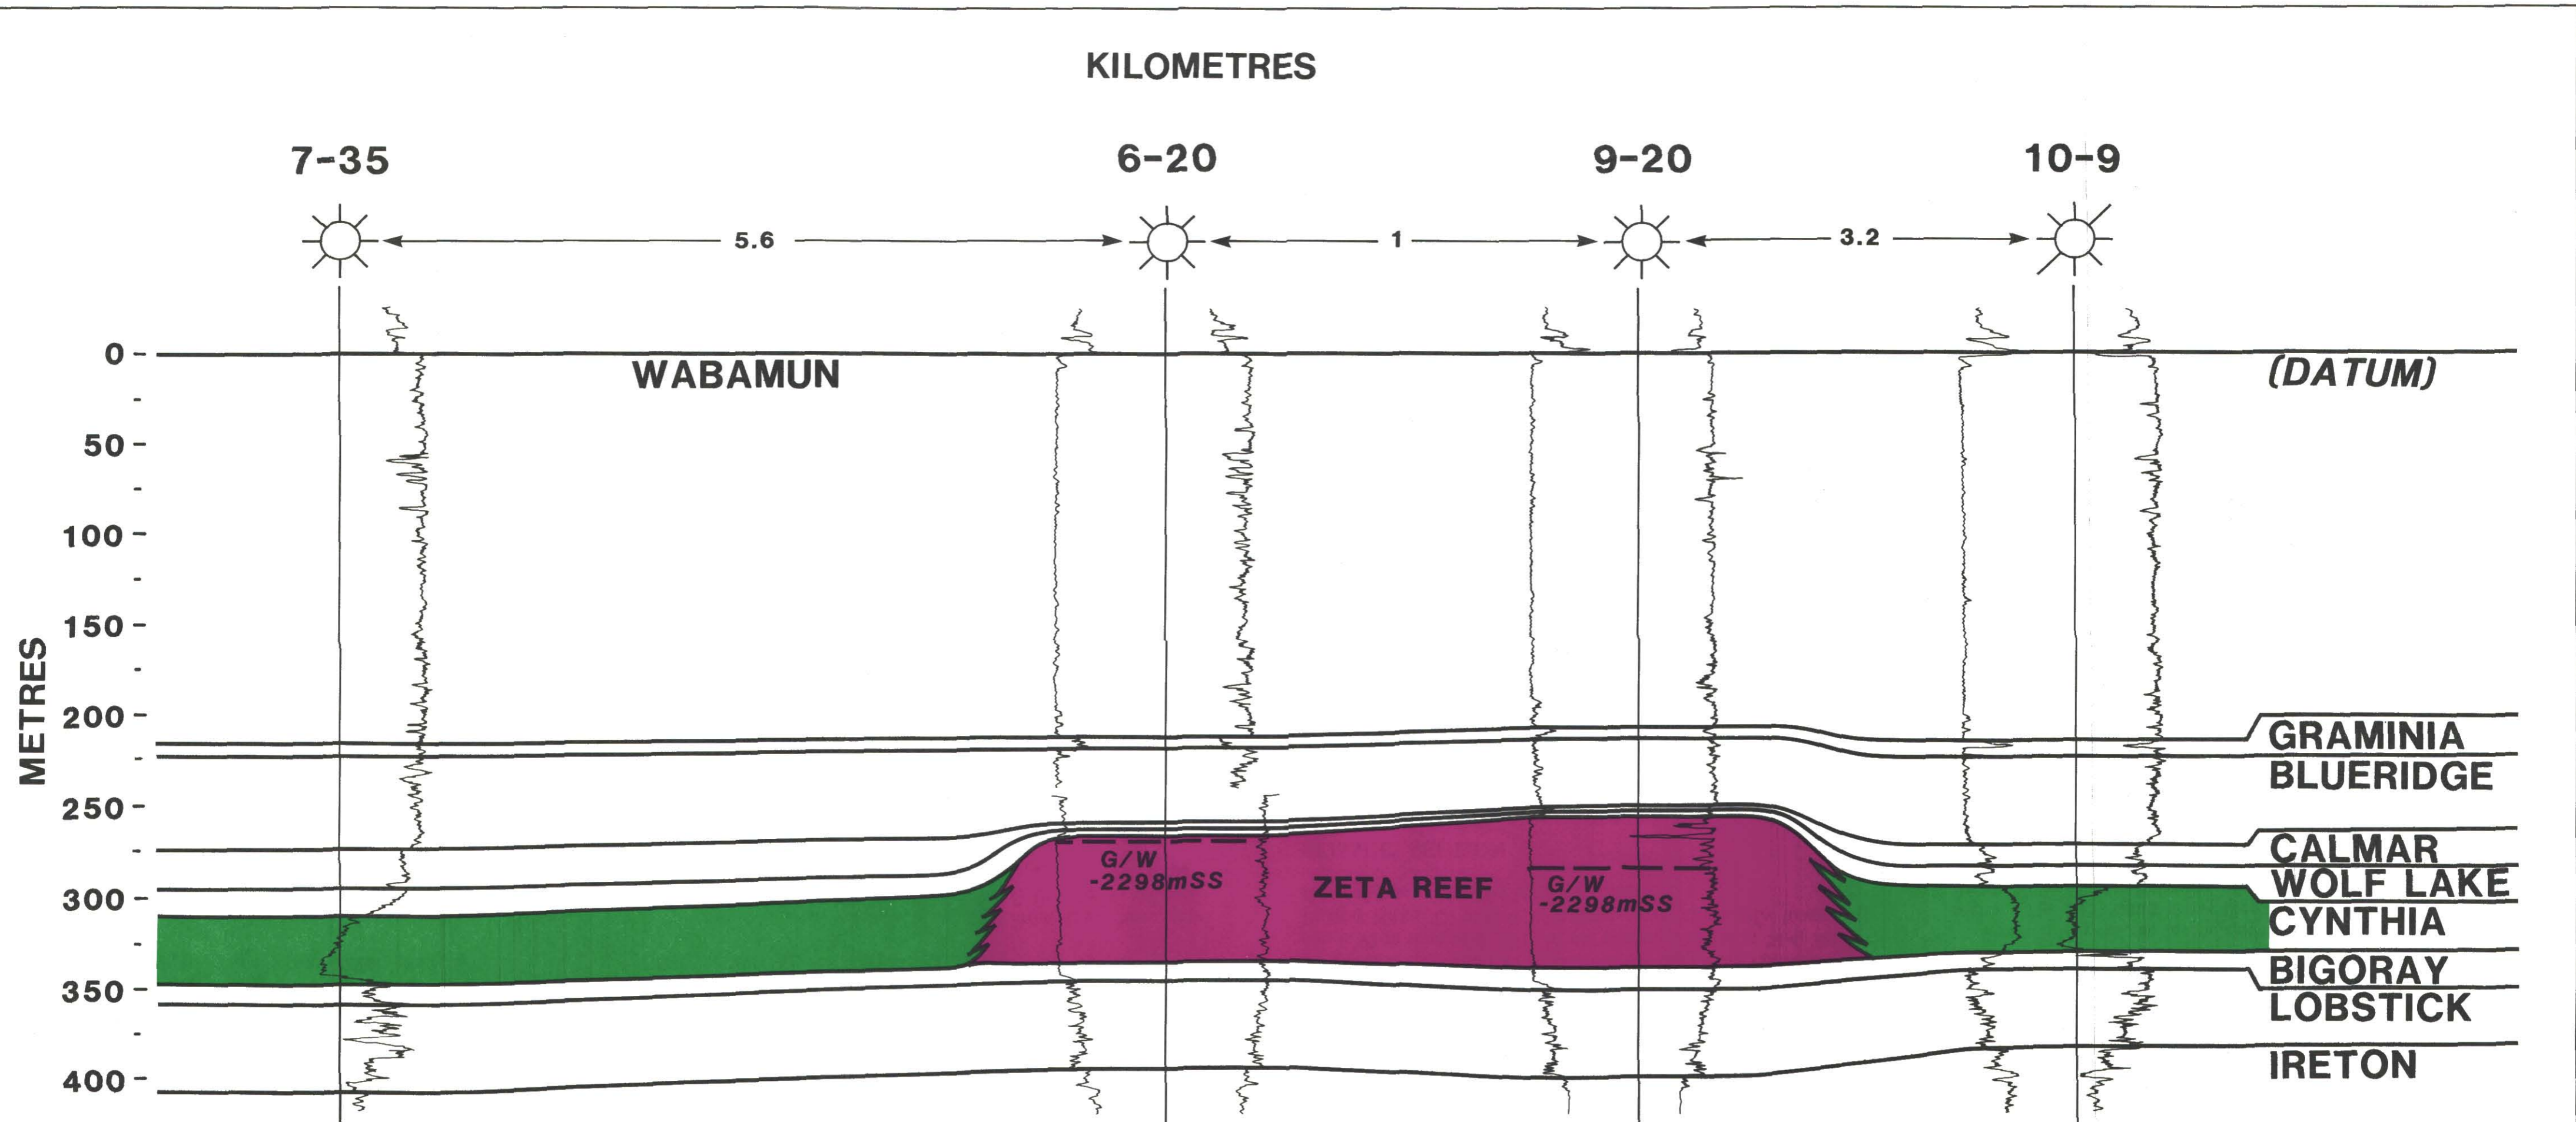 KILOMETRES
7-35 6-20 9-20 10-9
5.6 1 3.2
0
WABAMUN (DATUM)
50
100
150
METRES
200
GRAMINIA
BLUERIDGE
250
CALMAR
G/W
-2298mSS
ZETA REEF
G/W
-2298mSS
WOLF LAKE
300
CYNTHIA
BIGORAY
350
LOBSTICK
IRETON
400